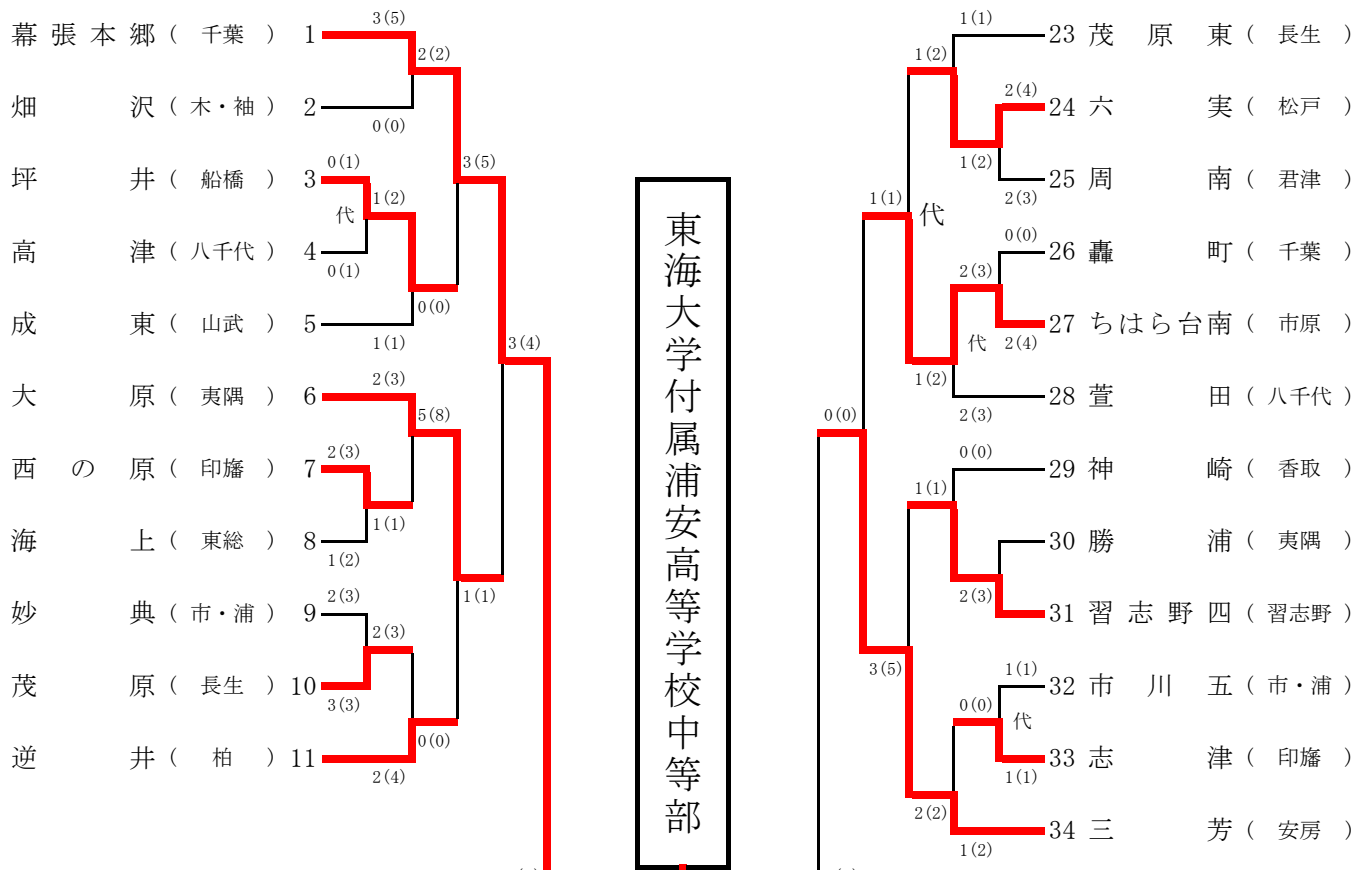 3(5)
幕張本郷 ( 千葉 ) 1
2(2)
畑沢 ( 木・袖 ) 2
0(0)
0(1)
3(5)
坪井 ( 船橋 ) 3
1(2)
代
高津 ( 八千代 ) 4
0(1)
0(0)
成東 ( 山武 ) 5
1(1)
3(4)
2(3)
大原 ( 夷隅 ) 6
5(8)
2(3)
西の原 ( 印旛 ) 7
1(1)
海上 ( 東総 ) 8
1(2)
2(3)
1(1)
妙典 ( 市・浦 ) 9
2(3)
茂原 ( 長生 ) 10
3(3)
0(0)
逆井 ( 柏 ) 11
2(4)
東海大学付属浦安高等学校中等部
1(1)
23 茂原東 ( 長生 )
1(2)
2(4)
24 六実 ( 松戸 )
1(2)
25 周南 ( 君津 )
2(3)
1(1)
代
0(0)
26 轟町 ( 千葉 )
2(3)
27 ちはら台南 ( 市原 )
代
2(4)
1(2)
28 萱田 ( 八千代 )
2(3)
0(0)
0(0)
29 神崎 ( 香取 )
1(1)
30 勝浦 ( 夷隅 )
2(3)
31 習志野四 ( 習志野 )
3(5)
1(1)
32 市川五 ( 市・浦 )
0(0)
代
33 志津 ( 印旛 )
1(1)
2(2)
34 三芳 ( 安房 )
1(2)